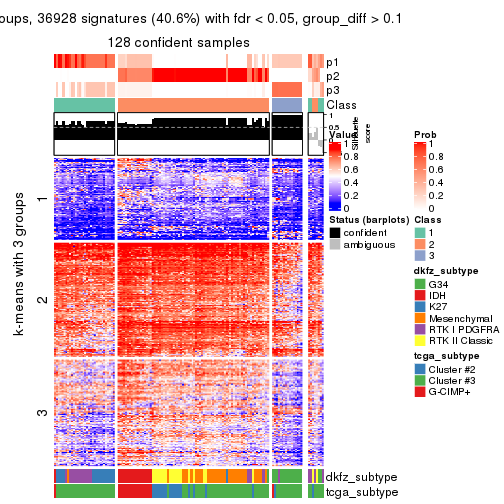 oups, 36928 signatures (40.6%) with fdr < 0.05, group_diff > 0.1
128 confident samples
p1
p2
p3
Class
1
0.5
0
Silhouette
score
k-means with 3 groups
1
2
3
Value
1
0.8
0.6
0.4
0.2
0
Prob
1
0.8
0.6
0.4
0.2
0
Status (barplots)
confident
ambiguous
Class
1
2
3
dkfz_subtype
G34
IDH
K27
Mesenchymal
RTK I PDGFRA
RTK II Classic
tcga_subtype
Cluster #2
Cluster #3
G-CIMP+
dkfz_subtype
tcga_subtype